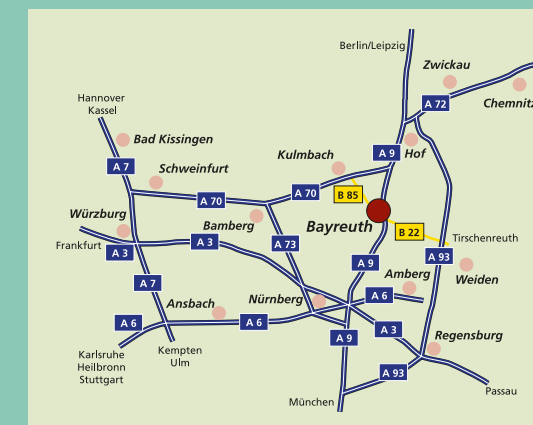 Berlin/Leipzig
Zwickau
Hannover
Kassel
A 72
Chemnitz
Bad Kissingen
A 7
Schweinfurt
Kulmbach
A 9
Hof
A 70
A 70
B 85
Würzburg
Bamberg
Bayreuth
B 22
Frankfurt
A 3
A 3
A 73
Tirschenreuth
A 93
A 9
Weiden
A 7
Amberg
Ansbach
Nürnberg
A 6
A 6
A 6
A 9
A 3
Regensburg
Karlsruhe
Heilbronn
Stuttgart
Kempten
Ulm
A 93
München
Passau